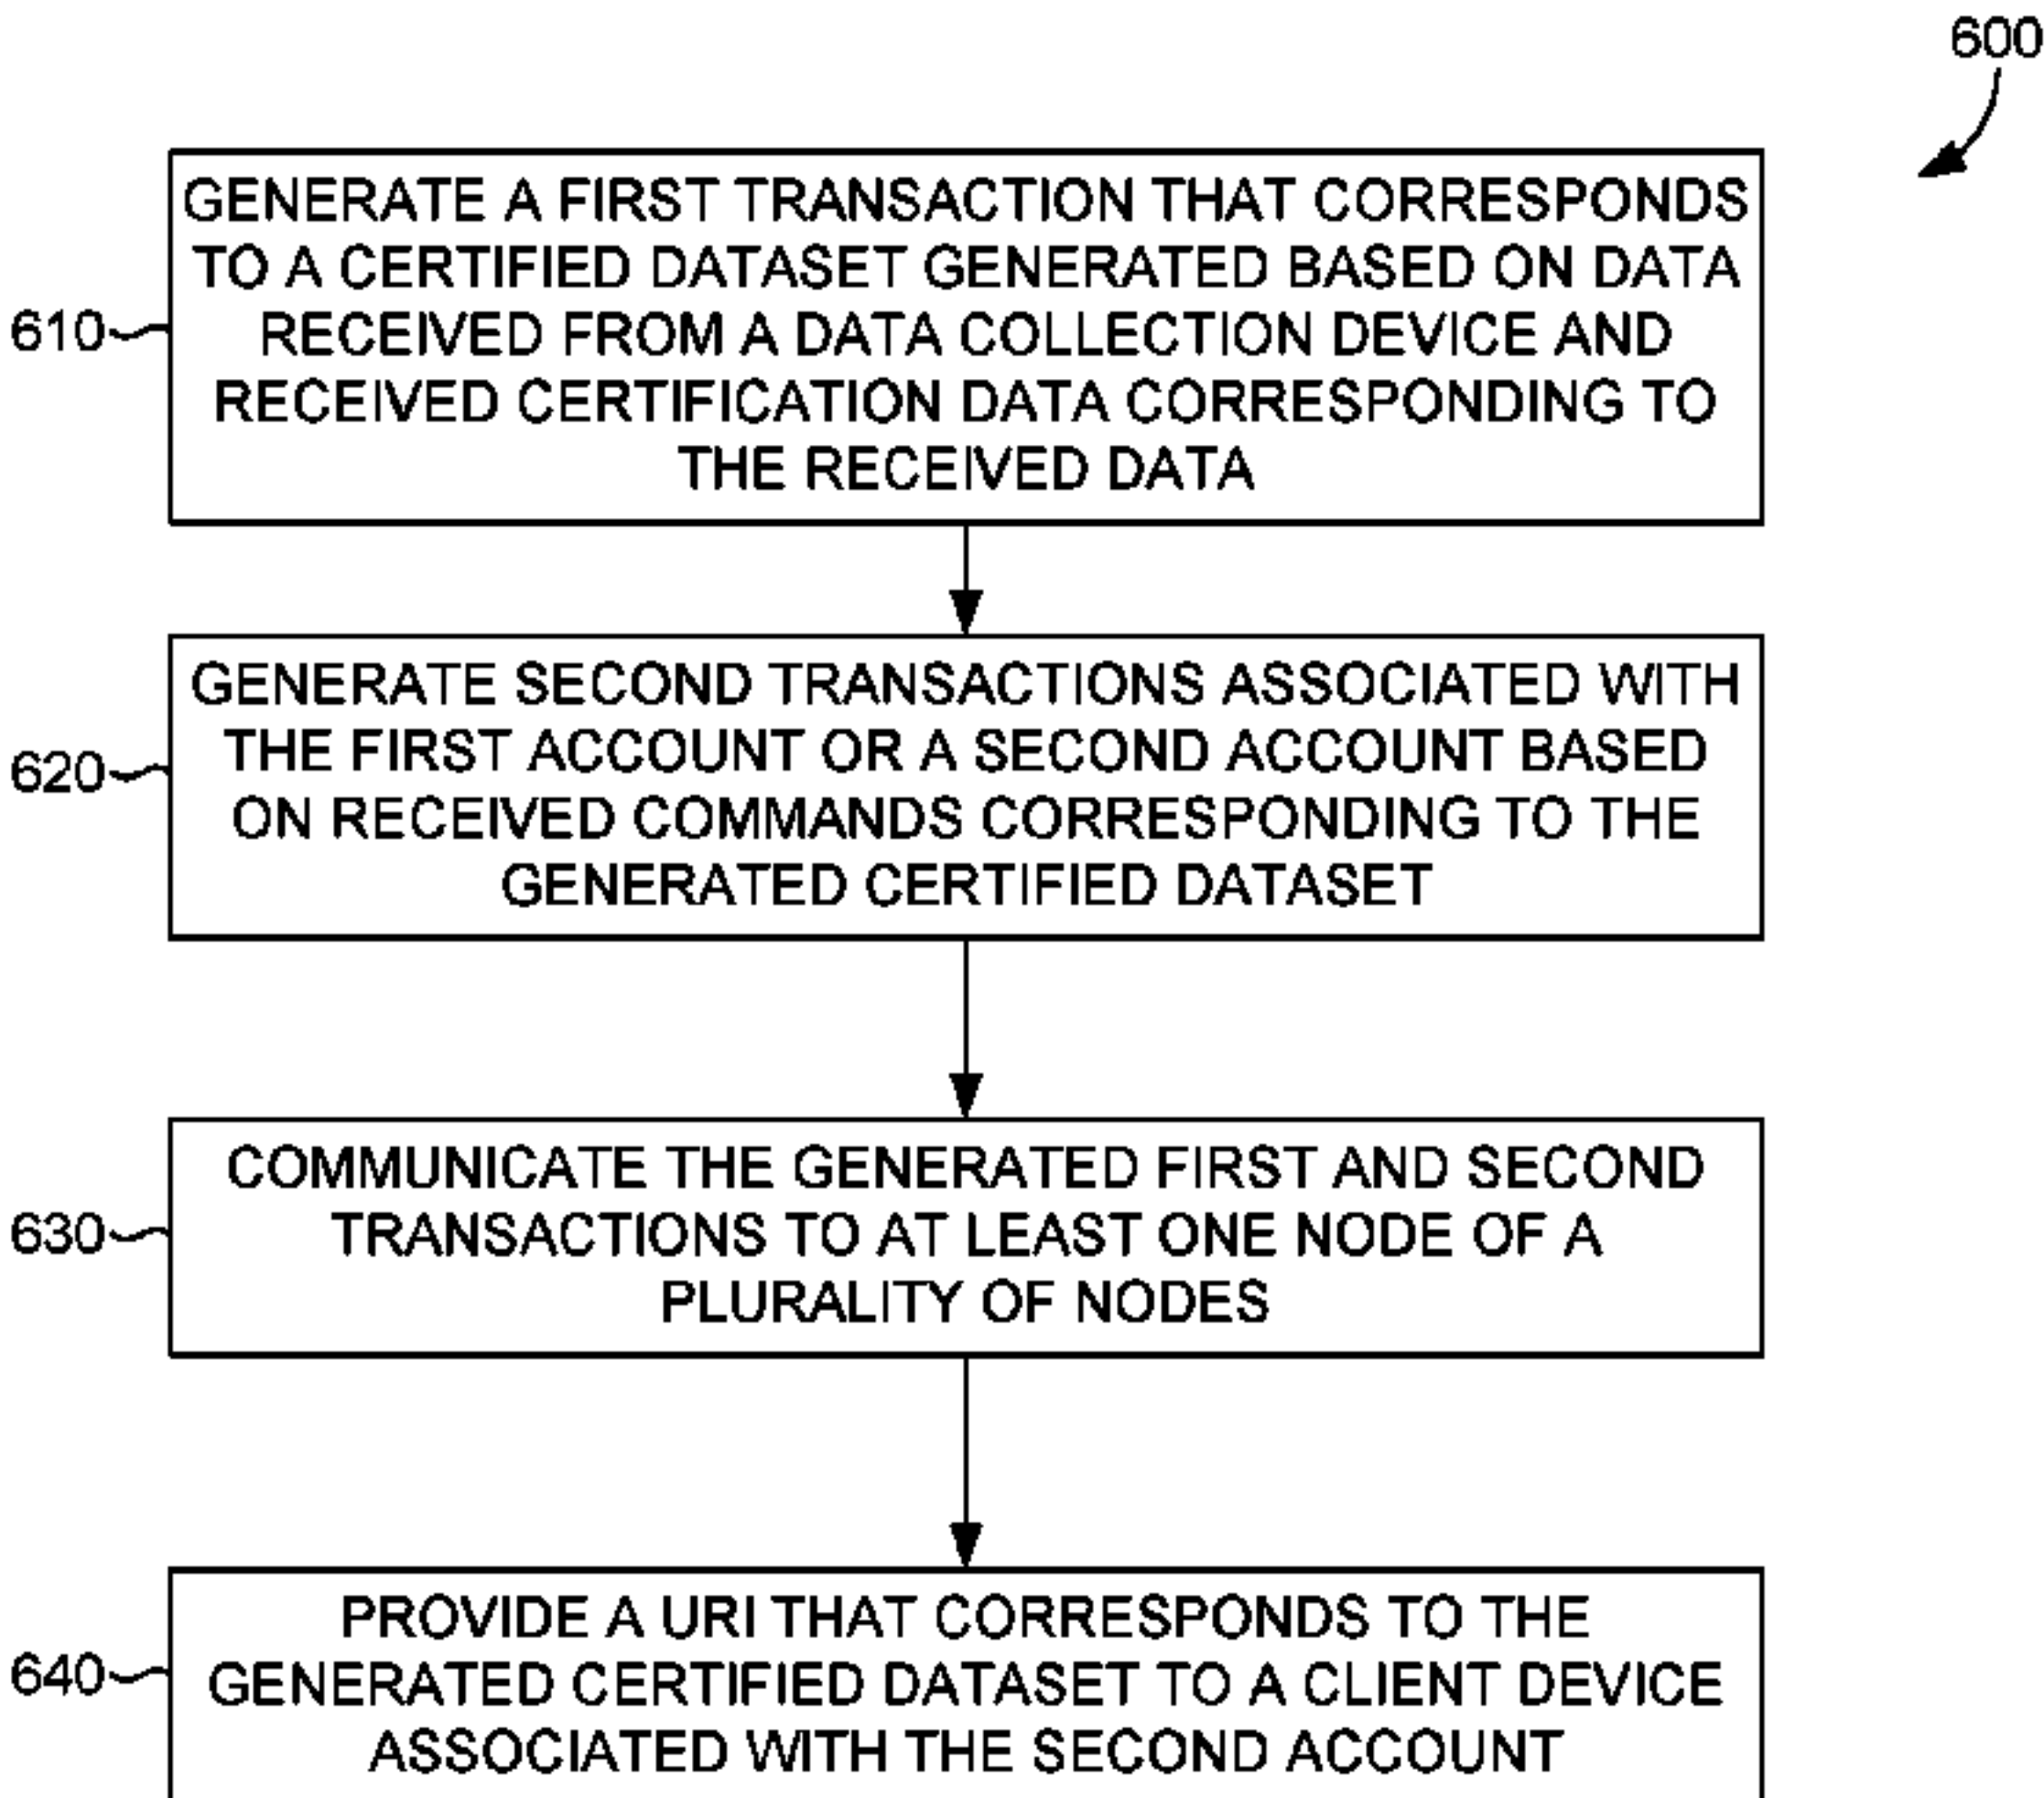 600
GENERATE A FIRST TRANSACTION THAT CORRESPONDS
TO A CERTIFIED DATASET GENERATED BASED ON DATA
RECEIVED FROM A DATA COLLECTION DEVICE AND
RECEIVED CERTIFICATION DATA CORRESPONDING TO
THE RECEIVED DATA
610
GENERATE SECOND TRANSACTIONS ASSOCIATED WITH
THE FIRST ACCOUNT OR A SECOND ACCOUNT BASED
ON RECEIVED COMMANDS CORRESPONDING TO THE
GENERATED CERTIFIED DATASET
620
COMMUNICATE THE GENERATED FIRST AND SECOND
TRANSACTIONS TO AT LEAST ONE NODE OF A
PLURALITY OF NODES
630
PROVIDE A URI THAT CORRESPONDS TO THE
GENERATED CERTIFIED DATASET TO A CLIENT DEVICE
ASSOCIATED WITH THE SECOND ACCOUNT
640